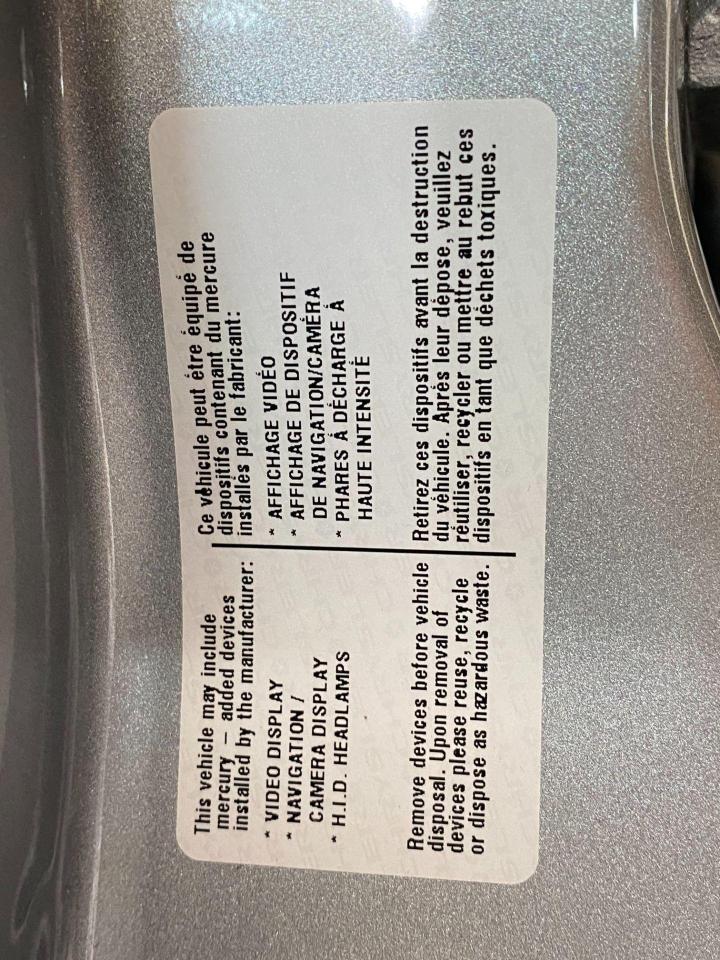 This vehicle may include
mercury – added devices
installed by the manufacturer:
* VIDEO DISPLAY
* NAVIGATION /
CAMERA DISPLAY
* H.I.D. HEADLAMPS
Remove devices before vehicle
disposal. Upon removal of
devices please reuse, recycle
or dispose as hazardous waste.
Ce véhicule peut étre équipé de
dispositifs contenant du mercure
installés par le fabricant:
* AFFICHAGE VIDÉO
* AFFICHAGE DE DISPOSITIF
DE NAVIGATION/CAMÉRA
* PHARES Á DÉCHARGE Á
HAUTE INTENSITÉ
Retirez ces dispositifs avant la destruction
du véhicule. Aprés leur dépose, veuillez
réutiliser, recycler ou mettre au rebut ces
dispositifs en tant que déchets toxiques.